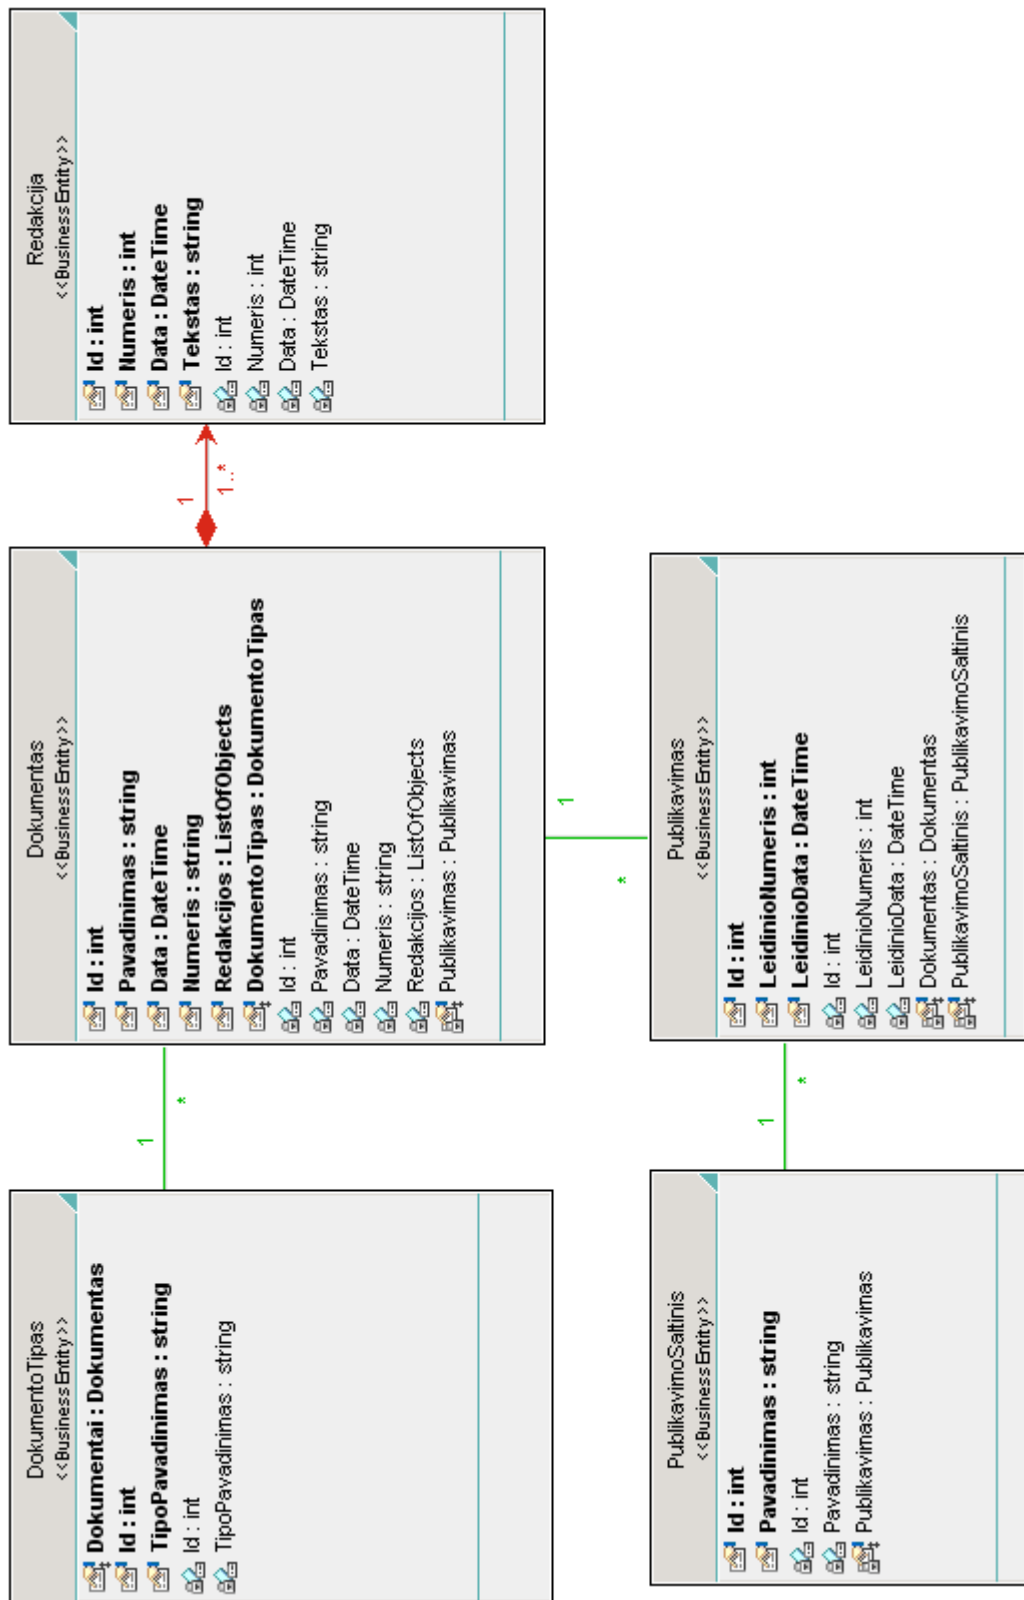 DokumentoTipas
<<BusinessEntity>>
Dokumentai : Dokumentas
Id : int
TipoPavadinimas : string
Id : int
TipoPavadinimas : string
1
*
Dokumentas
<<BusinessEntity>>
Id : int
Pavadinimas : string
Data : DateTime
Numeris : string
Redakcijos : ListOfObjects
DokumentoTipas : DokumentoTipas
Id : int
Pavadinimas : string
Data : DateTime
Numeris : string
Redakcijos : ListOfObjects
Publikavimas : Publikavimas
1
1..*
Redakcija
<<BusinessEntity>>
Id : int
Numeris : int
Data : DateTime
Tekstas : string
Id : int
Numeris : int
Data : DateTime
Tekstas : string
1
*
PublikavimoSaltinis
<<BusinessEntity>>
Id : int
Pavadinimas : string
Id : int
Pavadinimas : string
Publikavimas : Publikavimas
1
*
Publikavimas
<<BusinessEntity>>
Id : int
LeidinioNumeris : int
LeidinioData : DateTime
Id : int
LeidinioNumeris : int
LeidinioData : DateTime
Dokumentas : Dokumentas
PublikavimoSaltinis : PublikavimoSaltinis